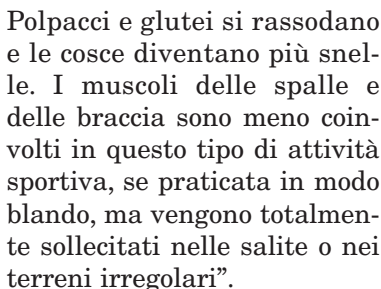 Polpacci e glutei si rassodano
e le cosce diventano più snel-
le. I muscoli delle spalle e
delle braccia sono meno coin-
volti in questo tipo di attività
sportiva, se praticata in modo
blando, ma vengono totalmen-
te sollecitati nelle salite o nei
terreni irregolari”.